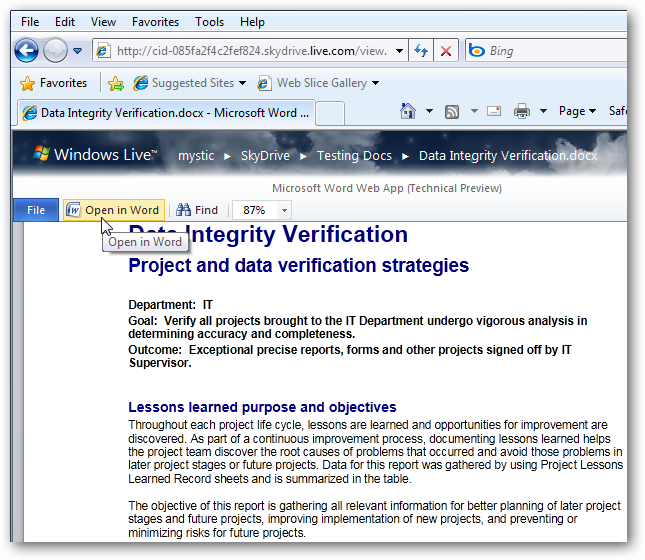 File Edit View Favorites Tools Help
http://cid-085fa2f4c2fef824.skydrive.live.com/view. Bing
Favorites Suggested Sites Web Slice Gallery
Data Integrity Verification.docx - Microsoft Word ... Page Safe
Windows Live™ mystic ▸ SkyDrive ▸ Testing Docs ▸ Data Integrity Verification.docx
Microsoft Word Web App (Technical Preview)
File Open in Word Find 87%
Data Integrity Verification
Open in Word
Project and data verification strategies
Department: IT
Goal: Verify all projects brought to the IT Department undergo vigorous analysis in
determining accuracy and completeness.
Outcome: Exceptional precise reports, forms and other projects signed off by IT
Supervisor.
Lessons learned purpose and objectives
Throughout each project life cycle, lessons are learned and opportunities for improvement are
discovered. As part of a continuous improvement process, documenting lessons learned helps
the project team discover the root causes of problems that occurred and avoid those problems in
later project stages or future projects. Data for this report was gathered by using Project Lessons
Learned Record sheets and is summarized in the table.
The objective of this report is gathering all relevant information for better planning of later project
stages and future projects, improving implementation of new projects, and preventing or
minimizing risks for future projects.